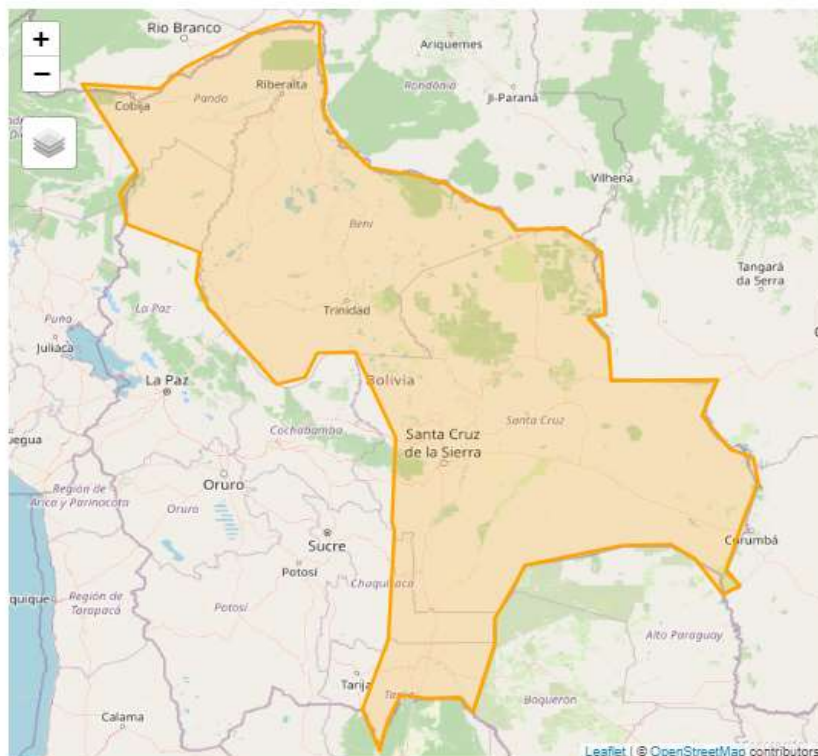 +
−
Rio Branco
Ariquemes
Riberalta
Rondônia
Ji-Paraná
Cobija
Pando
Vilhena
Beni
Tangará
da Serra
La Paz
Trinidad
Puno
Juliaca
La Paz
Bolivia
Cochabamba
Santa Cruz
de la Sierra
Santa Cruz
Oruro
Región de
Arica y Parinacota
Oruro
Corumbá
Sucre
Potosí
Chuquisaca
Región de
Tarapacá
Potosí
Alto Paraguay
Tarija
Boquerón
Calama
Leaflet | © OpenStreetMap contributors